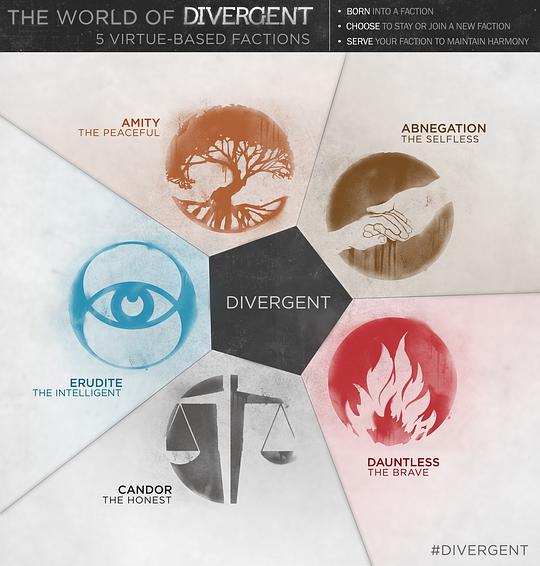 THE WORLD OF DIVERGENT
5 VIRTUE-BASED FACTIONS
• BORN INTO A FACTION
• CHOOSE TO STAY OR JOIN A NEW FACTION
• SERVE YOUR FACTION TO MAINTAIN HARMONY
AMITY
THE PEACEFUL
ABNEGATION
THE SELFLESS
DIVERGENT
ERUDITE
THE INTELLIGENT
DAUNTLESS
THE BRAVE
CANDOR
THE HONEST
#DIVERGENT